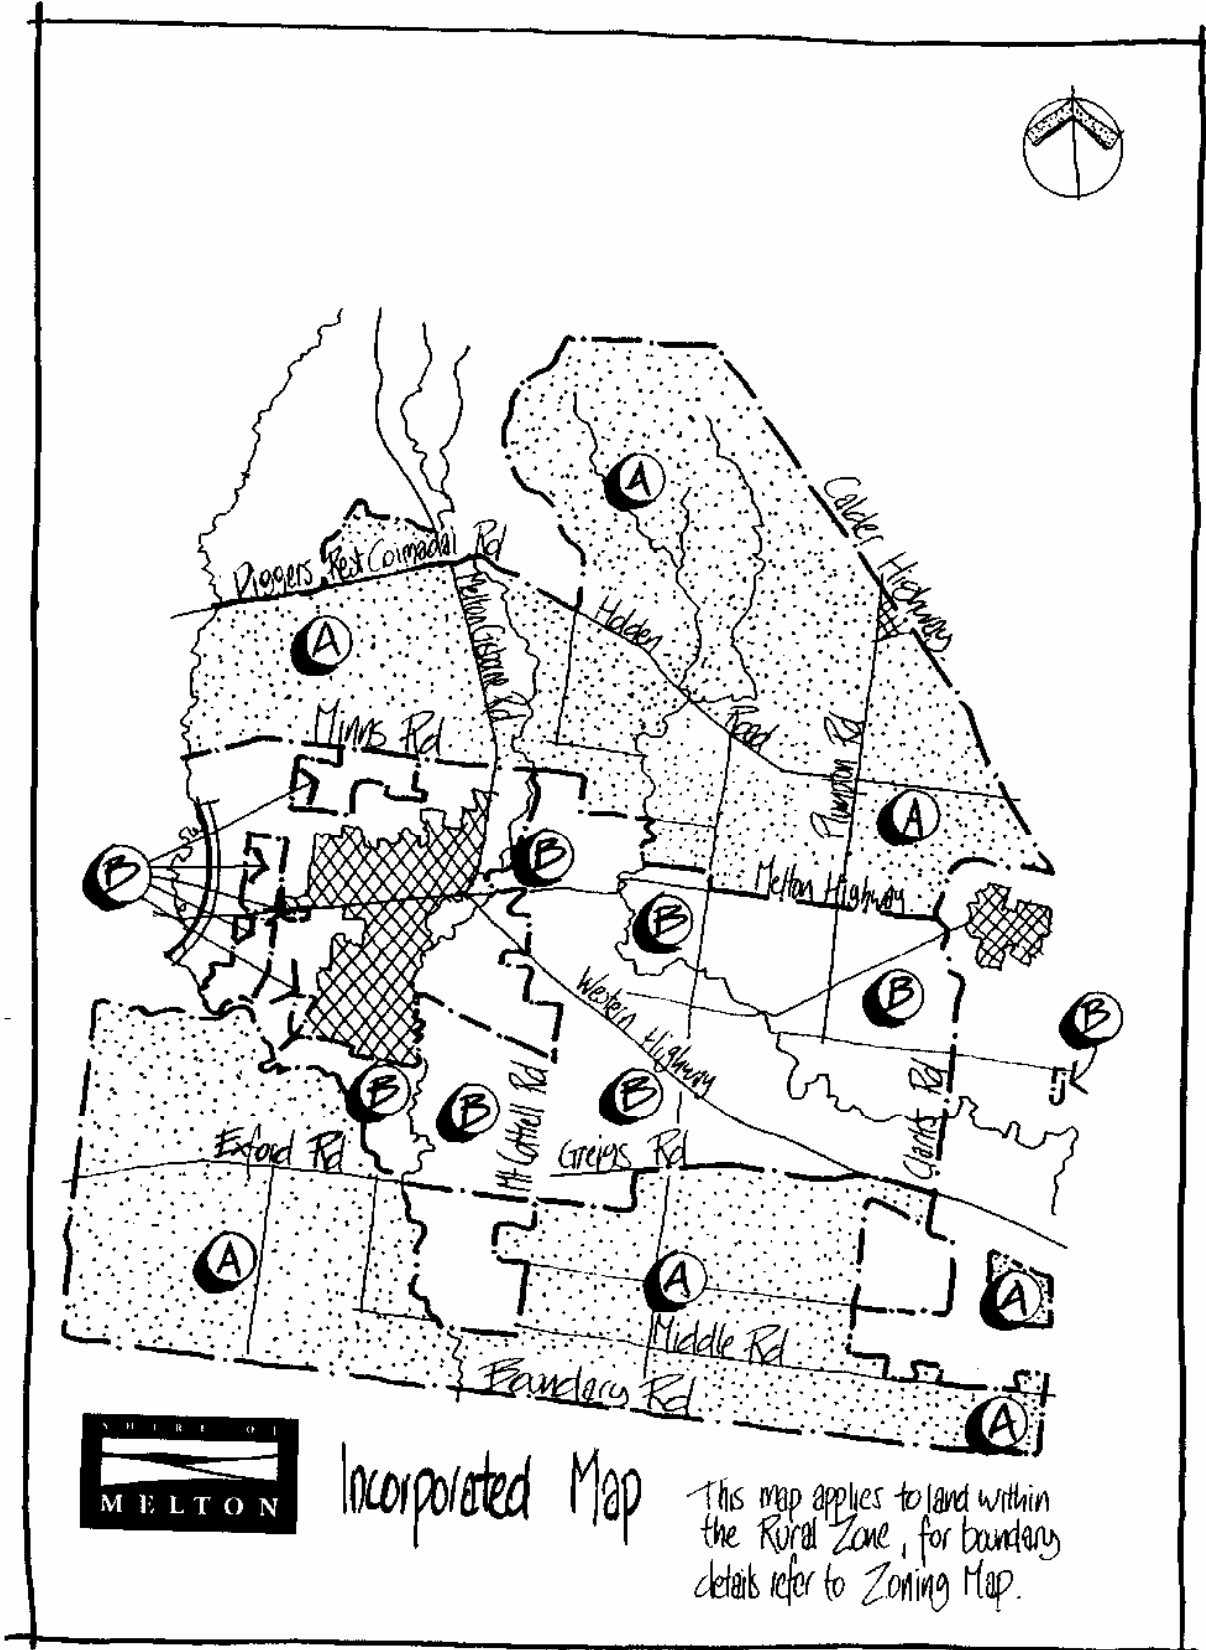 A
Calder Highway
Diggers Rest Coimadai Rd
Melton Gisborne Rd
Holden Road
A
Minns Rd
Plumpton Rd
A
B
B
Melton Highway
B
B
B
Western Highway
B
B
B
Mt Cottrell Rd
Clarks Rd
Exford Rd
Greigs Rd
A
A
A
Middle Rd
Boundary Rd
A
SHIRE OF
MELTON
Incorporated Map
This map applies to land within
the Rural Zone, for boundary
details refer to Zoning Map.